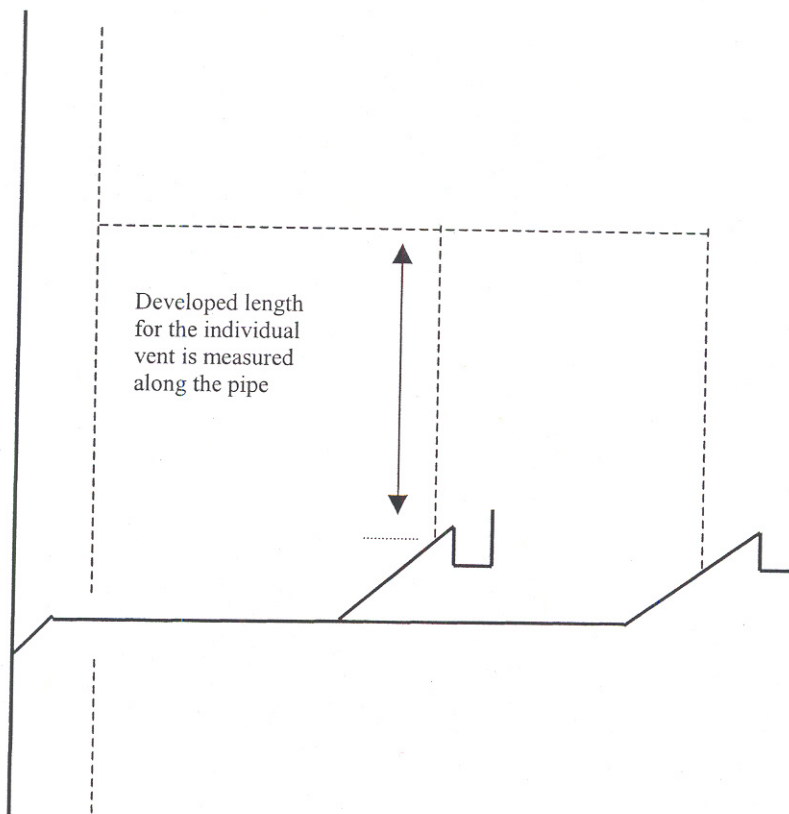 Developed length
for the individual
vent is measured
along the pipe